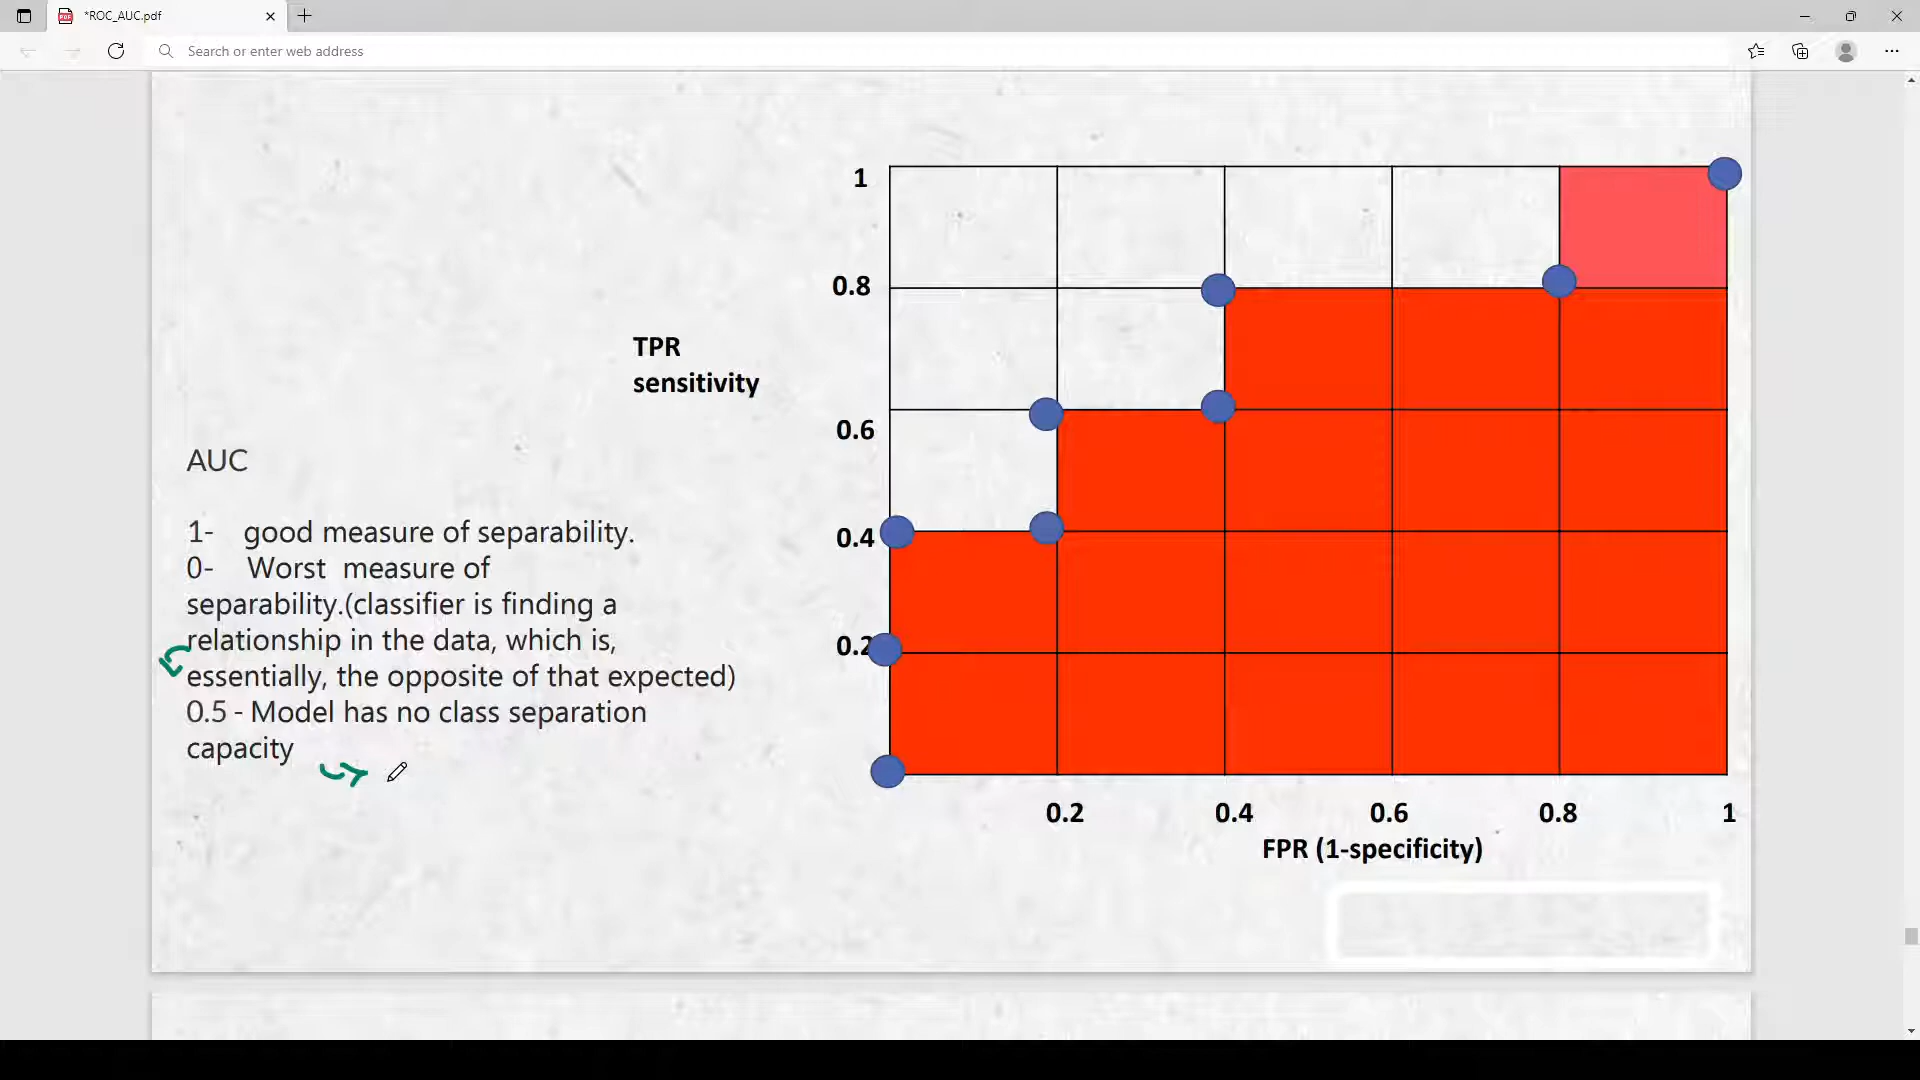 *ROC_AUC.pdf
Search or enter web address
1
0.8
TPR
sensitivity
0.6
AUC
1- good measure of separability.
0.4
0- Worst measure of
separability.(classifier is finding a
relationship in the data, which is,
0.2
essentially, the opposite of that expected)
0.5 - Model has no class separation
capacity
0.2 0.4 0.6 0.8 1
FPR (1-specificity)